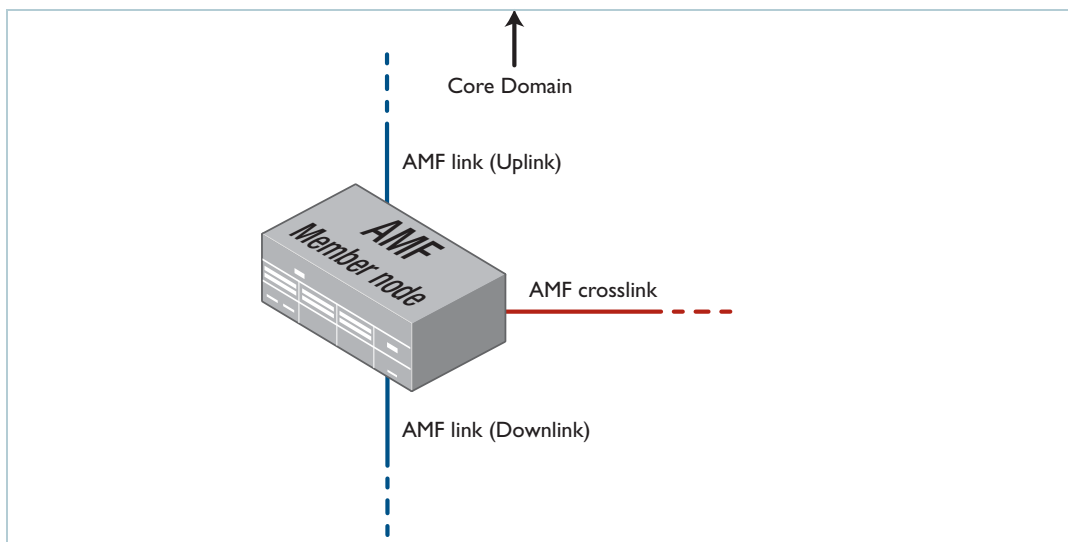 Core Domain
AMF link (Uplink)
AMF
Member node
AMF crosslink
AMF link (Downlink)